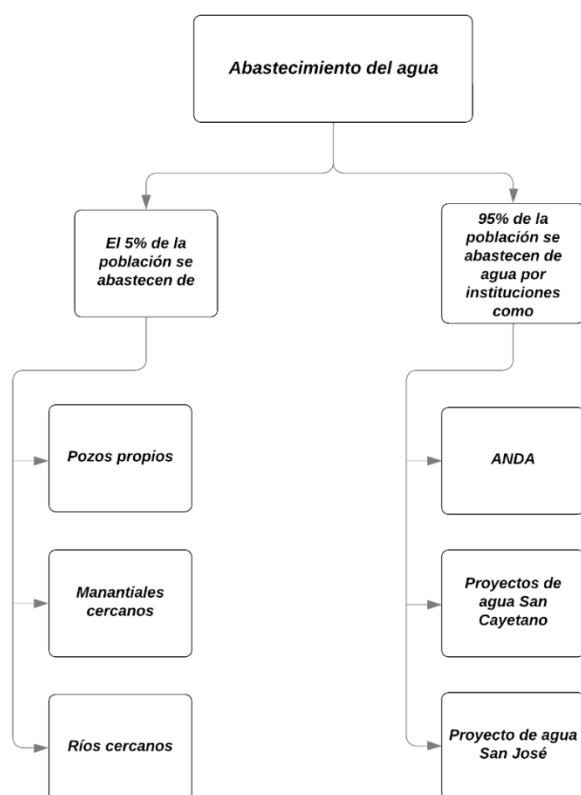 Abastecimiento del agua
El 5% de la
población se
abastecen de
95% de la
población se
abastecen de
agua por
instituciones
como
Pozos propios
ANDA
Manantiales
cercanos
Proyectos de
agua San
Cayetano
Ríos cercanos
Proyecto de agua
San José